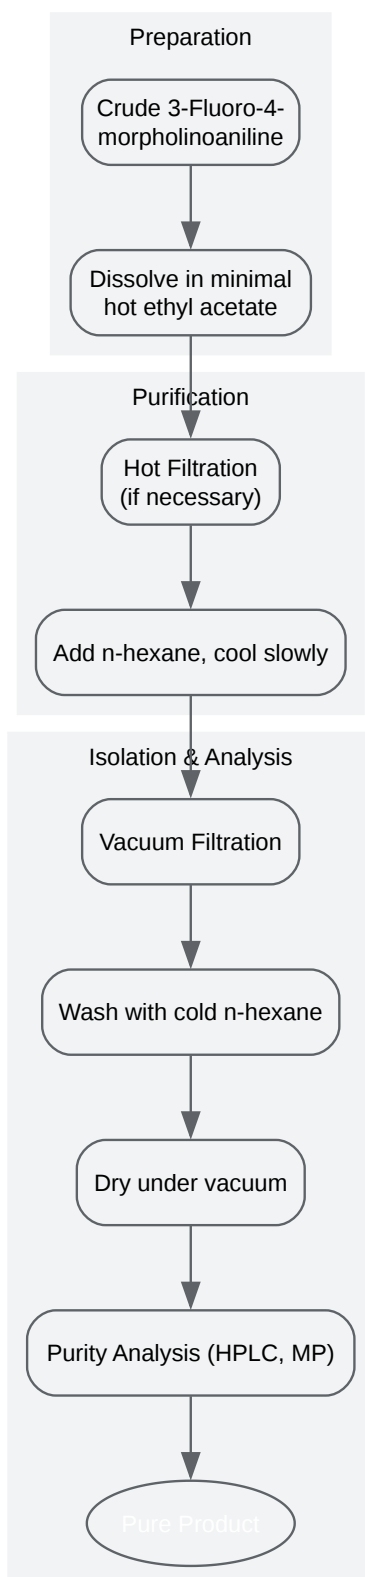 Preparation
Crude 3-Fluoro-4-
morpholinoaniline
Dissolve in minimal
hot ethyl acetate
Purification
Hot Filtration
(if necessary)
Add n-hexane, cool slowly
Isolation & Analysis
Vacuum Filtration
Wash with cold n-hexane
Dry under vacuum
Purity Analysis (HPLC, MP)
Pure Product